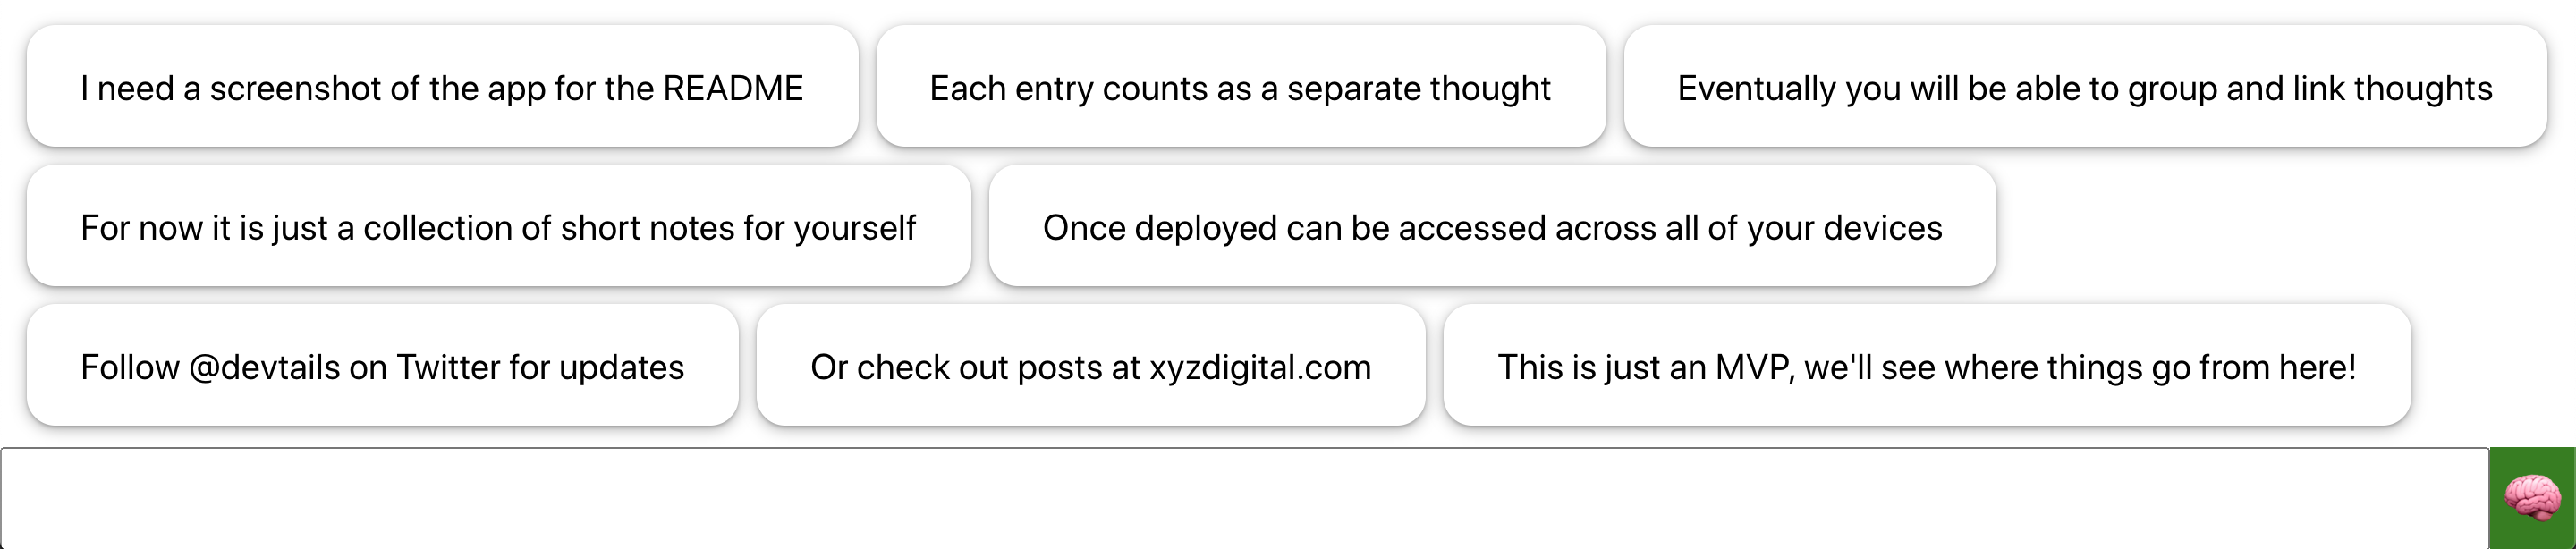 I need a screenshot of the app for the README
Each entry counts as a separate thought
Eventually you will be able to group and link thoughts
For now it is just a collection of short notes for yourself
Once deployed can be accessed across all of your devices
Follow @devtails on Twitter for updates
Or check out posts at xyzdigital.com
This is just an MVP, we'll see where things go from here!